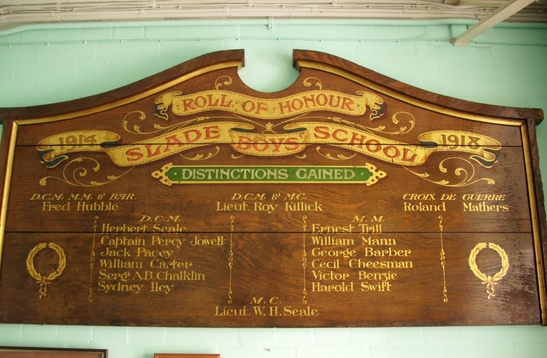 ROLL OF HONOUR
1914 SLADE BOYS SCHOOL 1918
DISTINCTIONS GAINED
D.C.M. M.M. & BAR.
Fred Hubble
D.C.M & M.C.
Lieut. Roy Killick
CROIX DE GUERRE
Roland Mathers
D.C.M.
Herbert Seale
Captain Percy Jowell
Jack Pacey
William Carter
Sergt. A.B Chalklin
Sydney Iley
M.M.
Ernest Trill
William Mann
George Barber
Cecil Cheesman
Victor Benzie
Harold Swift
M.C.
Lieut. W.H. Seale